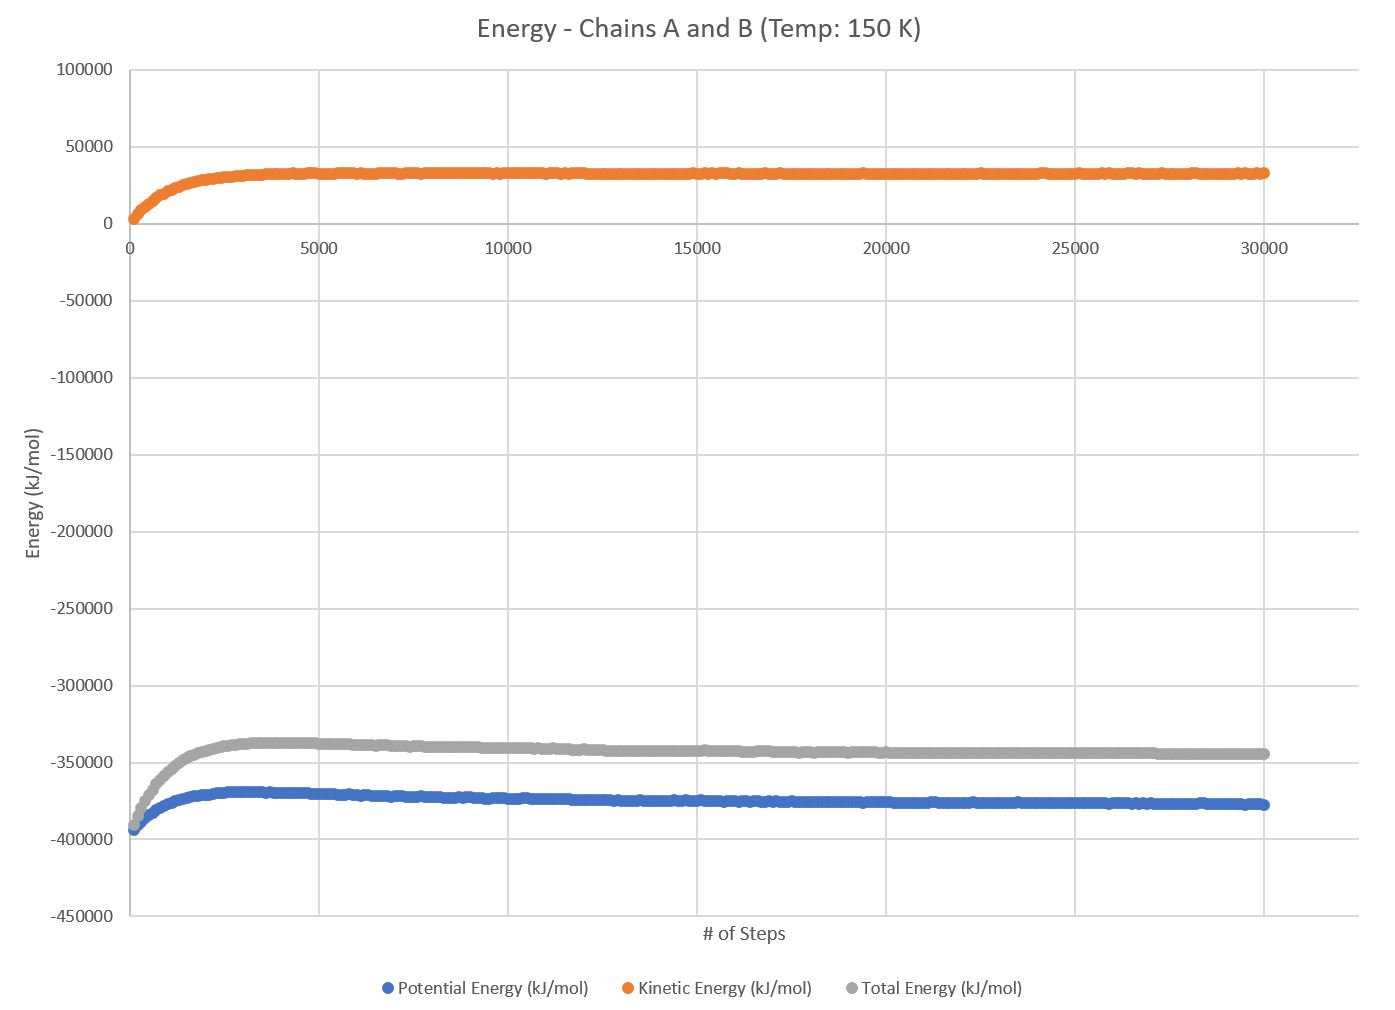 Energy - Chains A and B (Temp: 150 K)
100000
50000
0
0 5000 10000 15000 20000 25000 30000
-50000
-100000
-150000
-200000
-250000
-300000
-350000
-400000
-450000
Energy (kJ/mol)
# of Steps
Potential Energy (kJ/mol) Kinetic Energy (kJ/mol) Total Energy (kJ/mol)